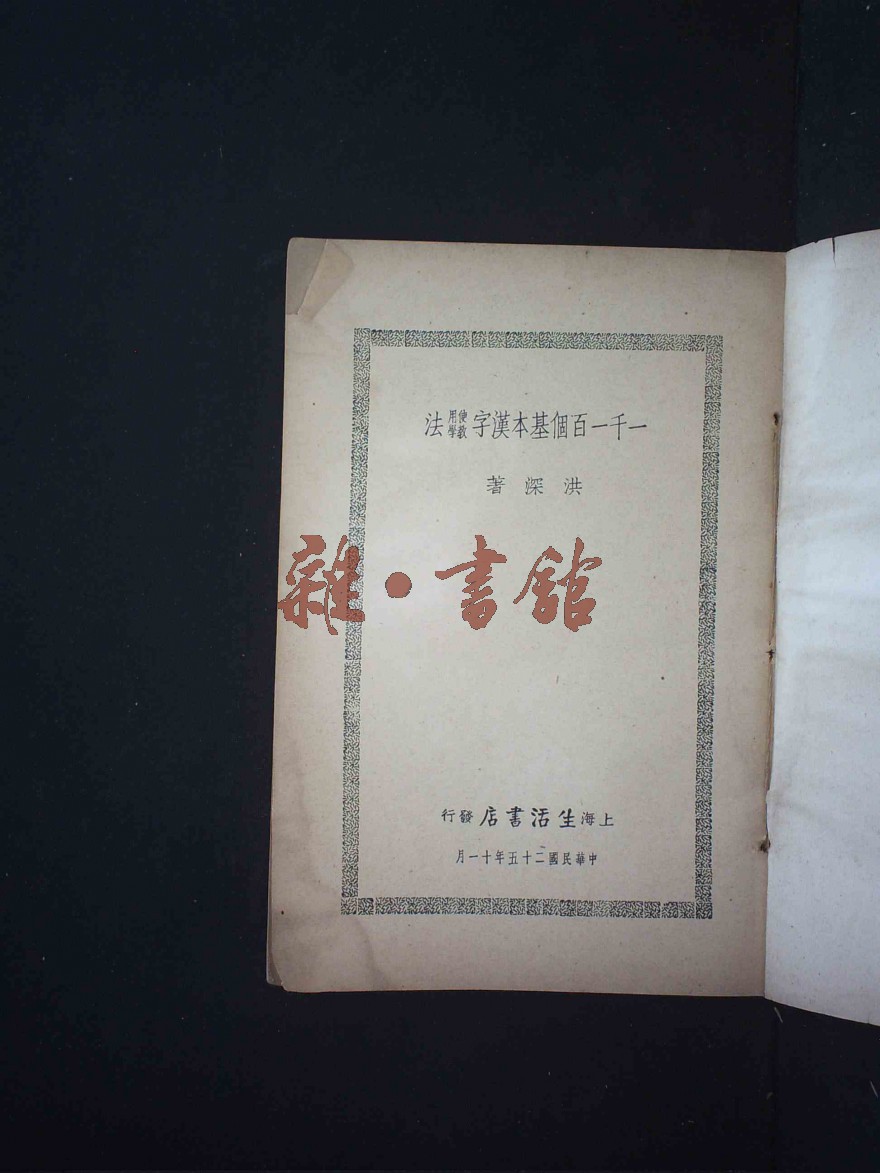 一千一百個基本漢字使用教學法
洪深著
雜·書館
上海生活書店發行
中華民國二十五年十一月